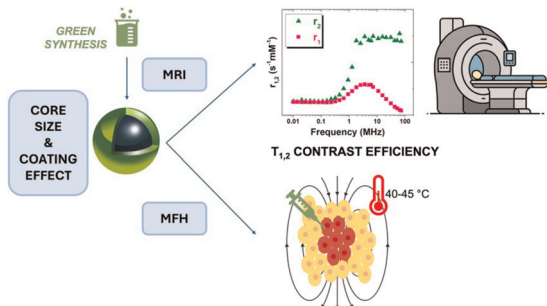 GREEN
SYNTHESIS
MRI
CORE
SIZE
&
COATING
EFFECT
MFH
r₂
r₁
r₁,₂ (s⁻¹mM⁻¹)
0.01 0.1 1 10 100
Frequency (MHz)
T₁,₂ CONTRAST EFFICIENCY
40-45 °C